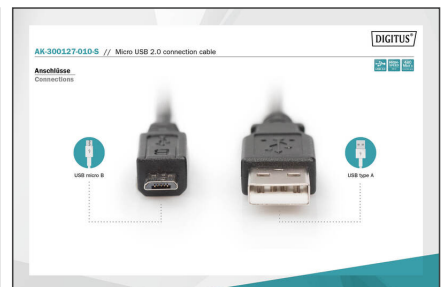 DIGITUS®
AK-300127-010-S // Micro USB 2.0 connection cable
Anschlüsse
Connections
USB micro B
USB type A